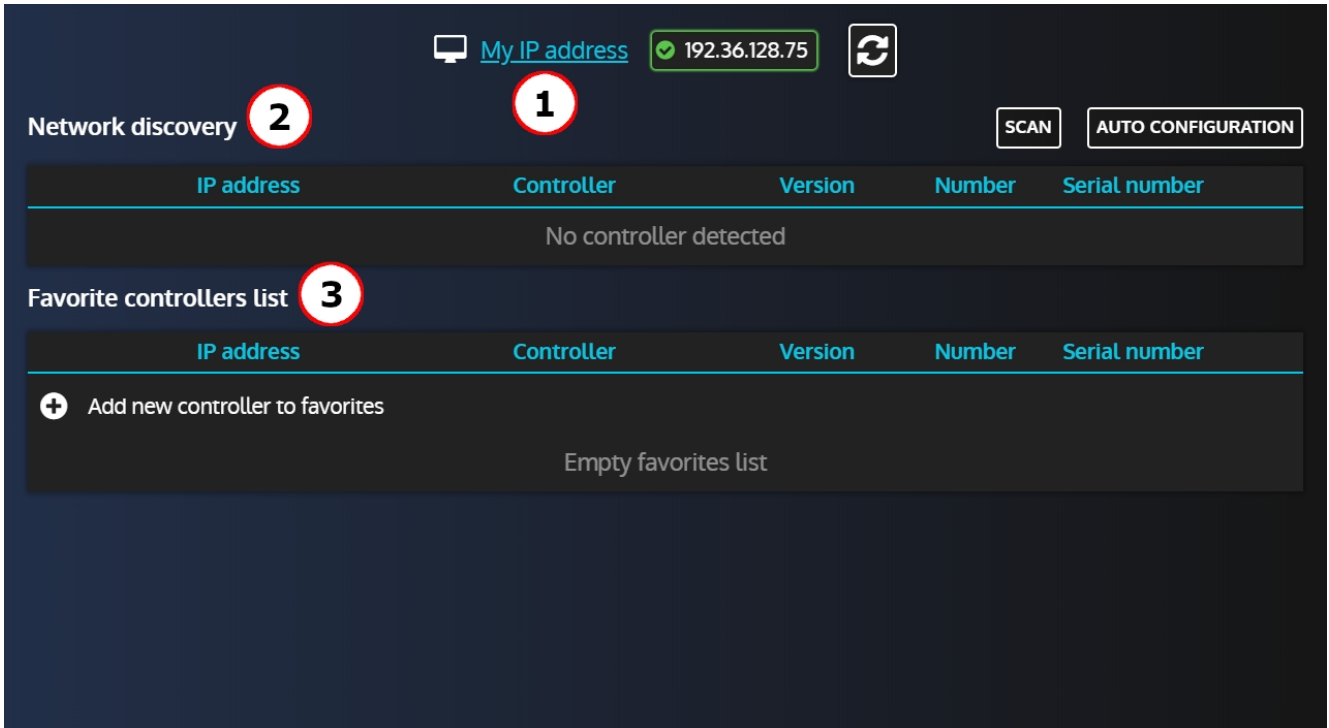 My IP address 192.36.128.75
1
Network discovery 2 SCAN AUTO CONFIGURATION
IP address Controller Version Number Serial number
No controller detected
Favorite controllers list 3
IP address Controller Version Number Serial number
Add new controller to favorites
Empty favorites list